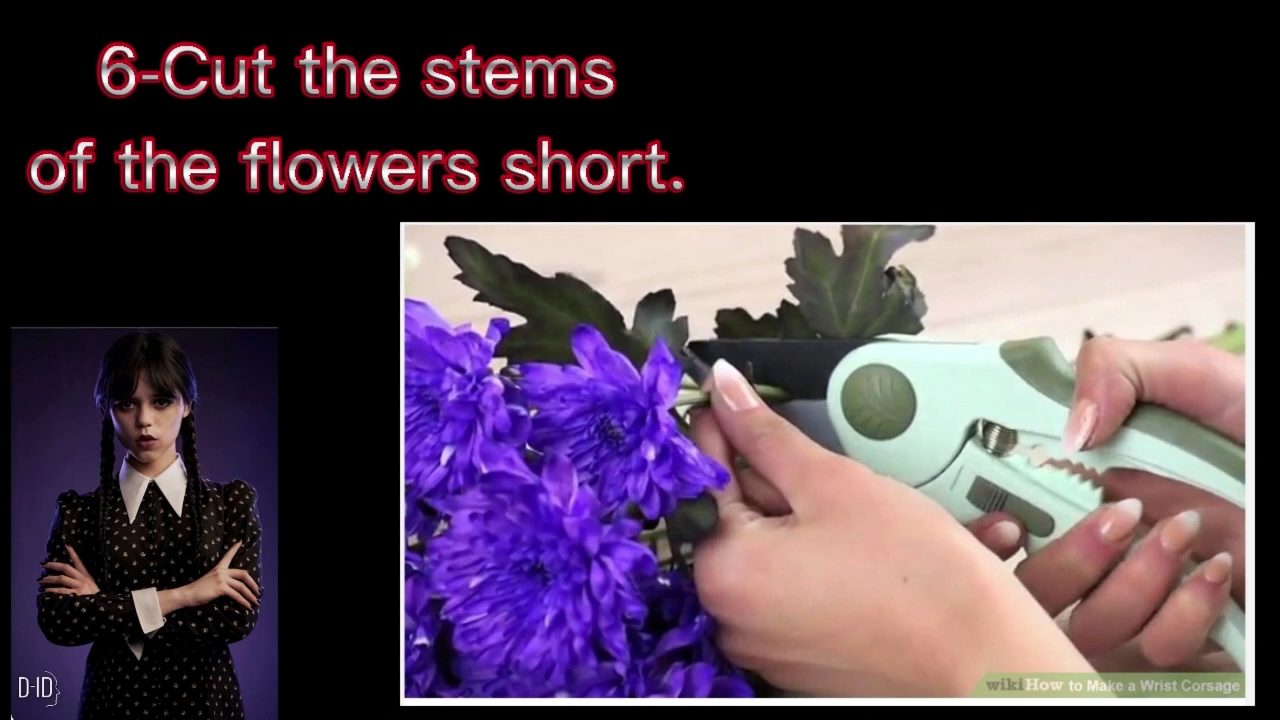 6-Cut the stems
of the flowers short.
D-ID
wikiHow to Make a Wrist Corsage